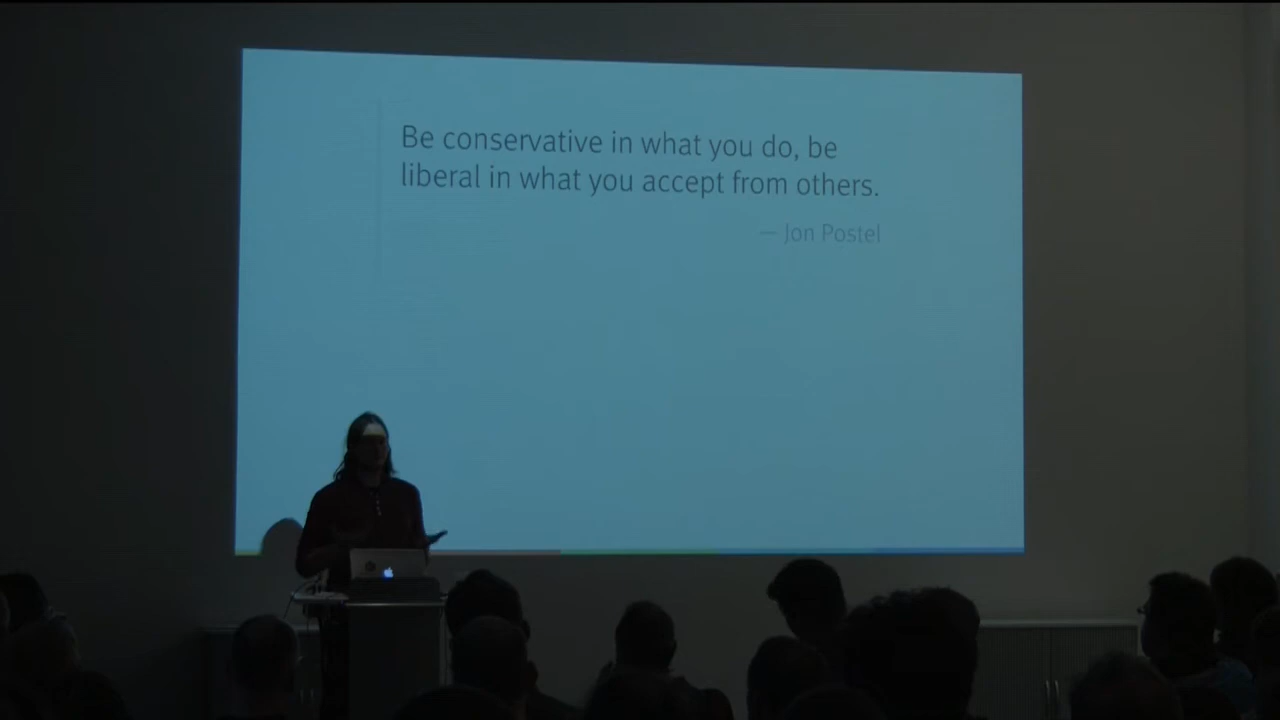 Be conservative in what you do, be
liberal in what you accept from others.
— Jon Postel